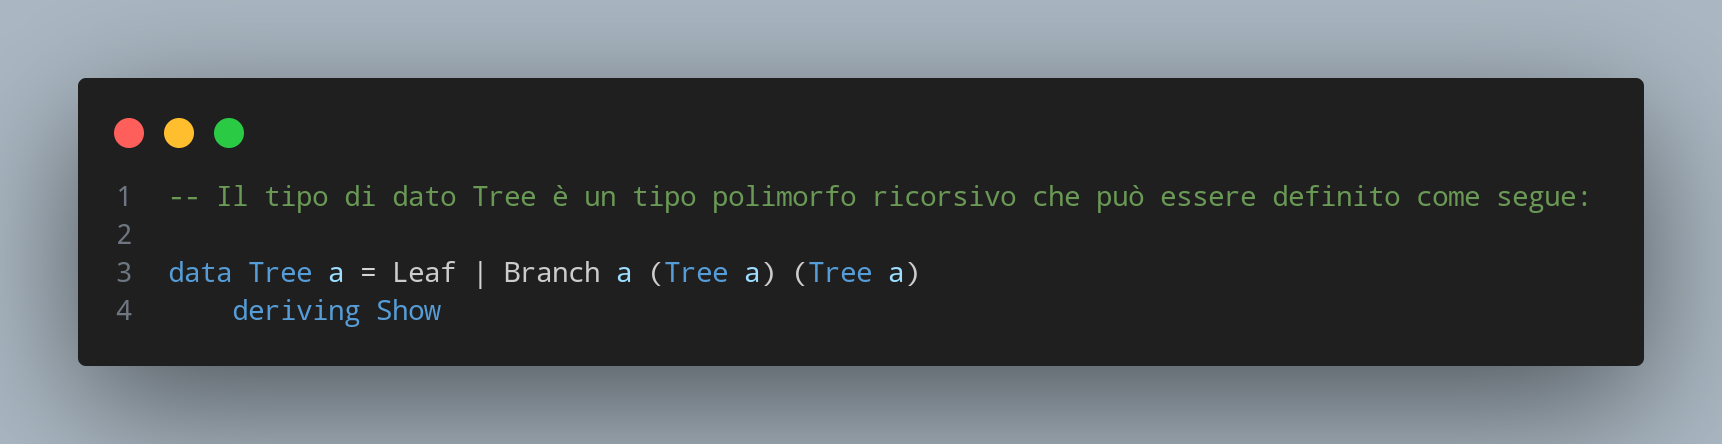 1 -- Il tipo di dato Tree è un tipo polimorfo ricorsivo che può essere definito come segue:
2
3 data Tree a = Leaf | Branch a (Tree a) (Tree a)
4     deriving Show